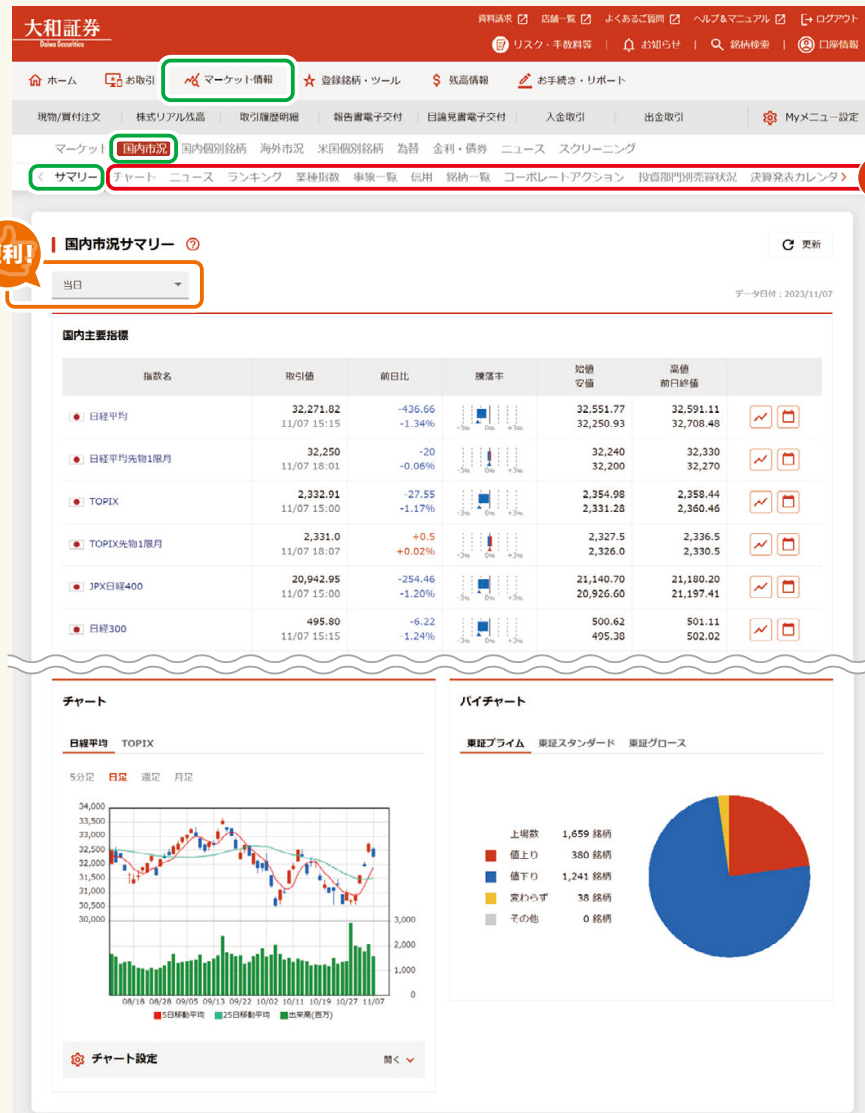 大和証券
Daiwa Securities
資料請求 店舗一覧 よくあるご質問 ヘルプ&マニュアル ログアウト
リスク・手数料等 | お知らせ | 銘柄検索 | 口座情報
ホーム お取引 マーケット情報 登録銘柄・ツール 残高情報 お手続き・リポート
現物/買付注文 株式リアル残高 取引履歴明細 報告書電子交付 目論見書電子交付 入金取引 出金取引 Myメニュー設定
マーケット 国内市況 国内個別銘柄 海外市況 米国個別銘柄 為替 金利・債券 ニュース スクリーニング
サマリー チャート ニュース ランキング 業種指数 事象一覧 信用 銘柄一覧 コーポレートアクション 投資部門別売買状況 決算発表カレンダ
国内市況サマリー
更新
利!
当日
データ日付:2023/11/07
国内主要指標
指数名 取引値 前日比 騰落率 始値 高値
安値 前日終値
日経平均 32,271.82 -436.66 32,551.77 32,591.11
11/07 15:15 -1.34% -3% 0% +3% 32,250.93 32,708.48
日経平均先物1限月 32,250 -20 32,240 32,330
11/07 18:01 -0.06% -3% 0% +3% 32,200 32,270
TOPIX 2,332.91 -27.55 2,354.98 2,358.44
11/07 15:00 -1.17% -3% 0% +3% 2,331.28 2,360.46
TOPIX先物1限月 2,331.0 +0.5 2,327.5 2,336.5
11/07 18:07 +0.02% -3% 0% +3% 2,326.0 2,330.5
JPX日経400 20,942.95 -254.46 21,140.70 21,180.20
11/07 15:00 -1.20% -3% 0% +3% 20,926.60 21,197.41
日経300 495.80 -6.22 500.62 501.11
11/07 15:15 -1.24% -3% 0% +3% 495.38 502.02
チャート
日経平均 TOPIX
5分足 日足 週足 月足
34,000
33,500
33,000
32,500
32,000
31,500
31,000
30,500
30,000
3,000
2,000
1,000
0
08/18 08/28 09/05 09/13 09/22 10/02 10/11 10/19 10/27 11/07
5日移動平均 25日移動平均 出来高(百万)
チャート設定 開く
パイチャート
東証プライム 東証スタンダード 東証グロース
上場数 1,659 銘柄
値上り 380 銘柄
値下り 1,241 銘柄
変わらず 38 銘柄
その他 0 銘柄